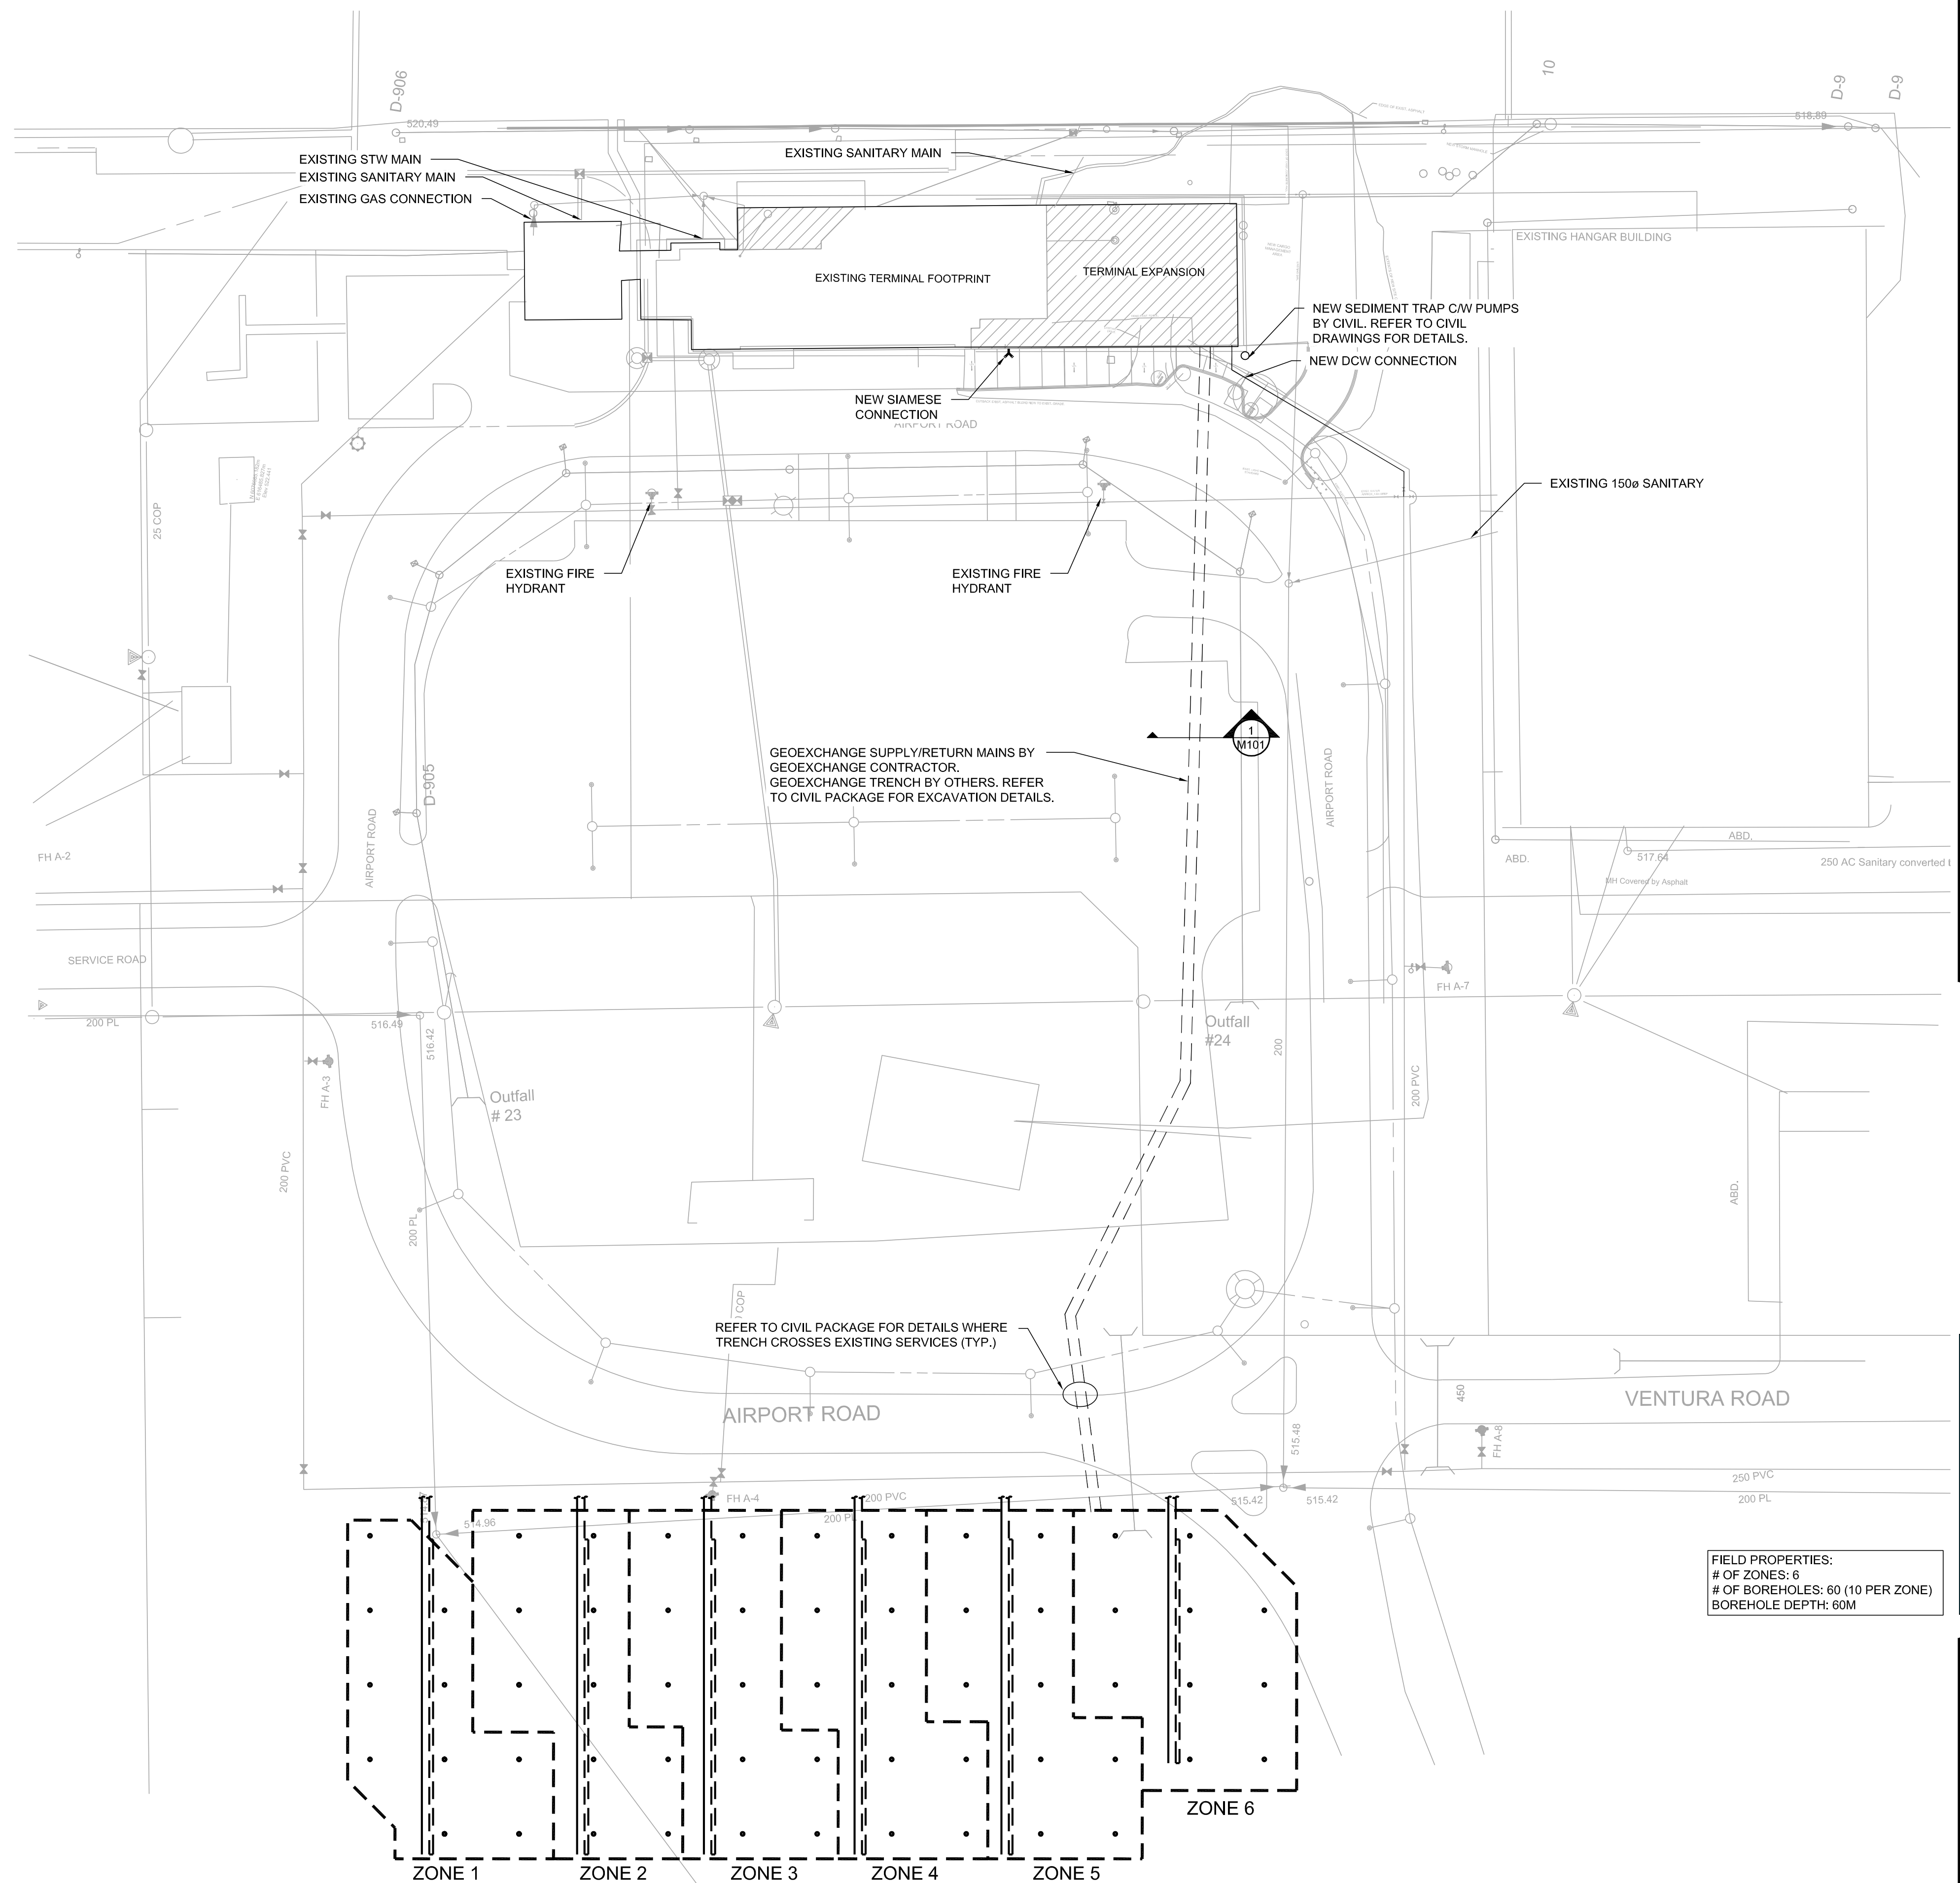 D-906
10
D-9
D-9
520.49
518.89
EXISTING STW MAIN
EXISTING SANITARY MAIN
EXISTING GAS CONNECTION
EXISTING SANITARY MAIN
EXISTING HANGAR BUILDING
EXISTING TERMINAL FOOTPRINT
TERMINAL EXPANSION
NEW SEDIMENT TRAP C/W PUMPS
BY CIVIL. REFER TO CIVIL
DRAWINGS FOR DETAILS.
NEW DCW CONNECTION
NEW SIAMESE
CONNECTION
AIRPORT ROAD
EXISTING 150ø SANITARY
25 COP
EXISTING FIRE
HYDRANT
EXISTING FIRE
HYDRANT
1
M101
GEOEXCHANGE SUPPLY/RETURN MAINS BY
GEOEXCHANGE CONTRACTOR.
GEOEXCHANGE TRENCH BY OTHERS. REFER
TO CIVIL PACKAGE FOR EXCAVATION DETAILS.
D-905
AIRPORT ROAD
AIRPORT ROAD
FH A-2
ABD.
ABD.
517.64
250 AC Sanitary converted
MH Covered by Asphalt
SERVICE ROAD
FH A-7
200 PL
516.49
516.42
Outfall
#24
200
FH A-3
Outfall
# 23
200 PVC
200 PVC
200 PL
ABD.
COP
REFER TO CIVIL PACKAGE FOR DETAILS WHERE
TRENCH CROSSES EXISTING SERVICES (TYP.)
AIRPORT ROAD
450
VENTURA ROAD
515.48
FH A-8
250 PVC
200 PL
FH A-4
200 PVC
515.42
515.42
514.96
200 PL
FIELD PROPERTIES:
# OF ZONES: 6
# OF BOREHOLES: 60 (10 PER ZONE)
BOREHOLE DEPTH: 60M
ZONE 6
ZONE 1
ZONE 2
ZONE 3
ZONE 4
ZONE 5